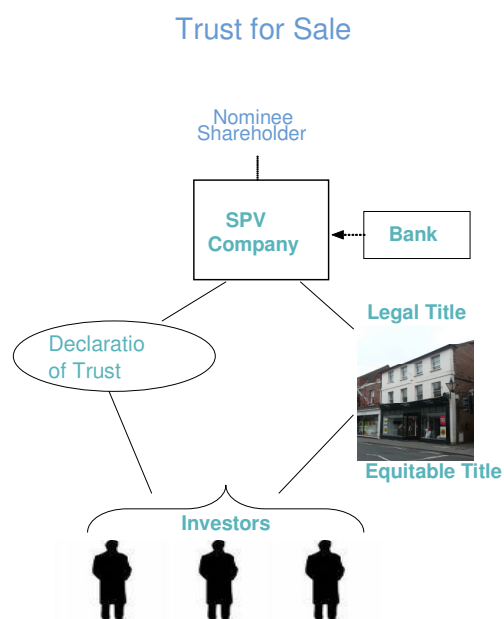 Trust for Sale
Nominee
Shareholder
SPV
Company
Bank
Legal Title
Declaratio
of Trust
Equitable Title
Investors